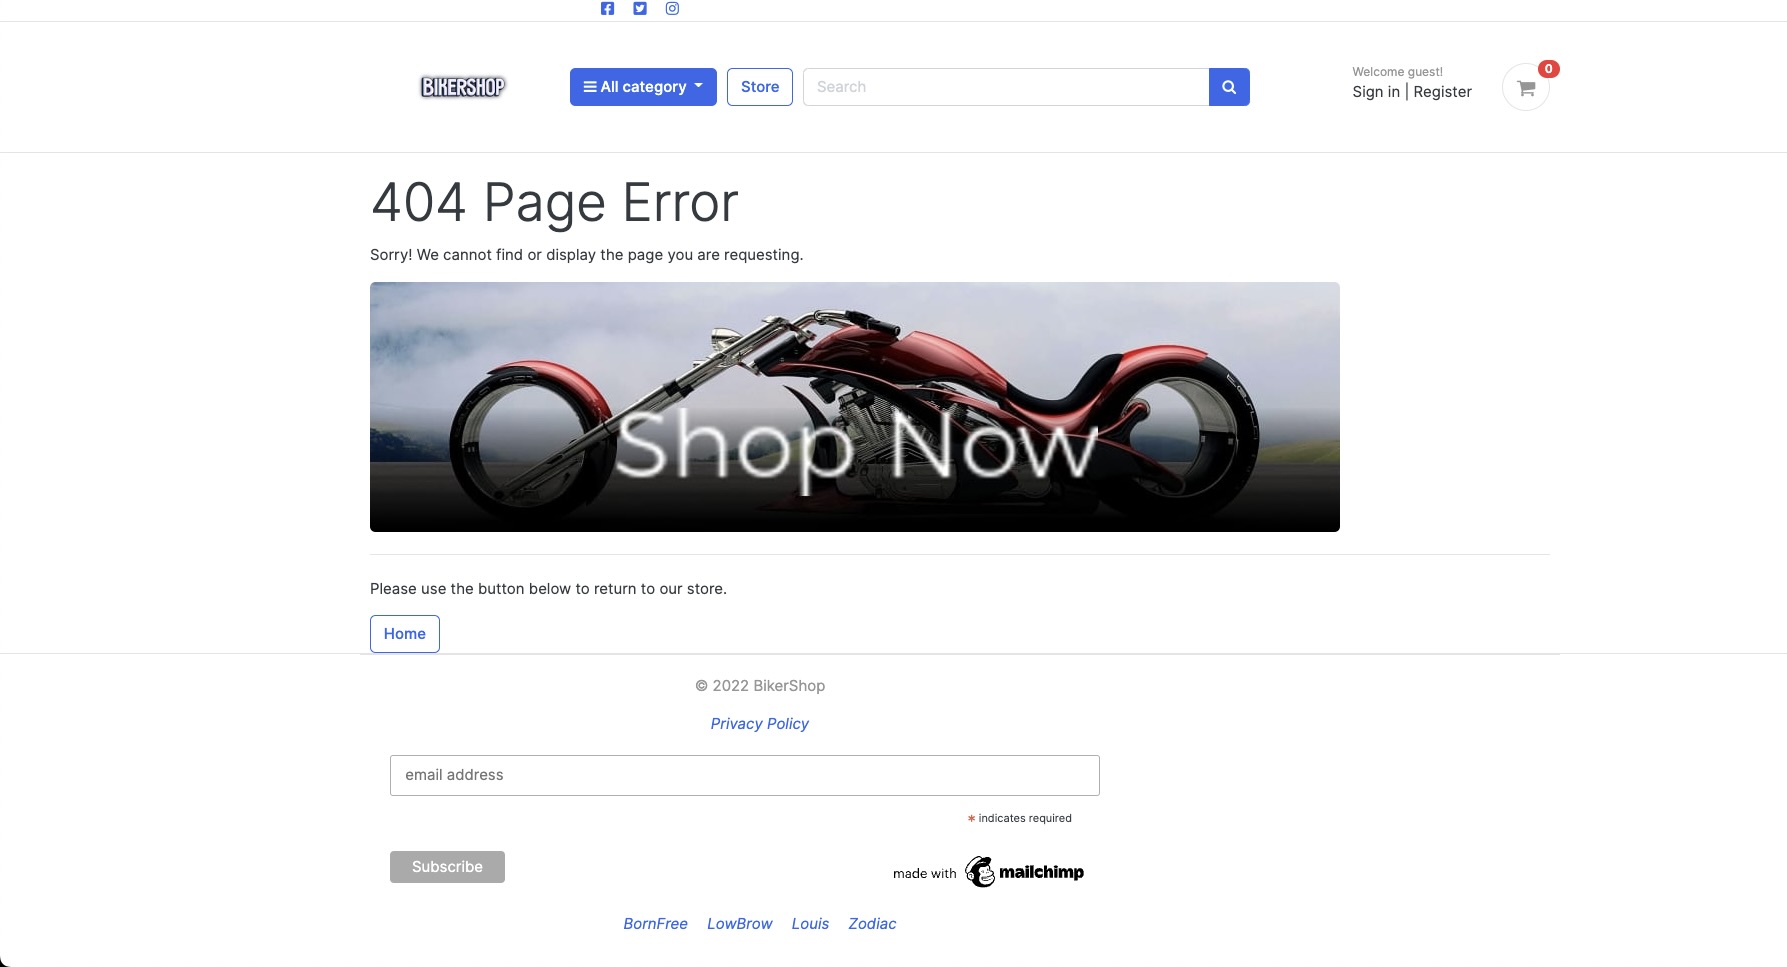 BIKERSHOP
All category
Store
Search
Welcome guest!
Sign in | Register
0
404 Page Error
Sorry! We cannot find or display the page you are requesting.
Shop Now
Please use the button below to return to our store.
Home
© 2022 BikerShop
Privacy Policy
email address
* indicates required
Subscribe
made with mailchimp
BornFree LowBrow Louis Zodiac